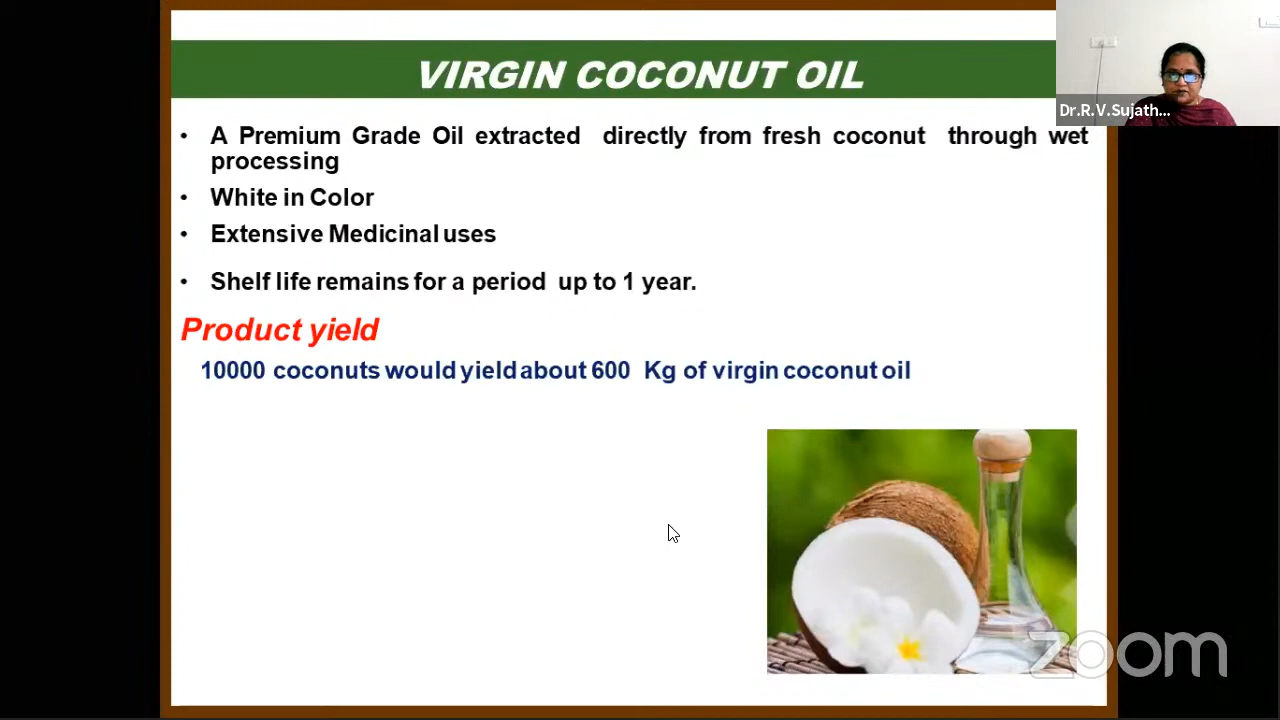 VIRGIN COCONUT OIL
Dr.R.V.Sujath...
• A Premium Grade Oil extracted directly from fresh coconut through wet
processing
• White in Color
• Extensive Medicinal uses
• Shelf life remains for a period up to 1 year.
Product yield
10000 coconuts would yield about 600 Kg of virgin coconut oil
zoom